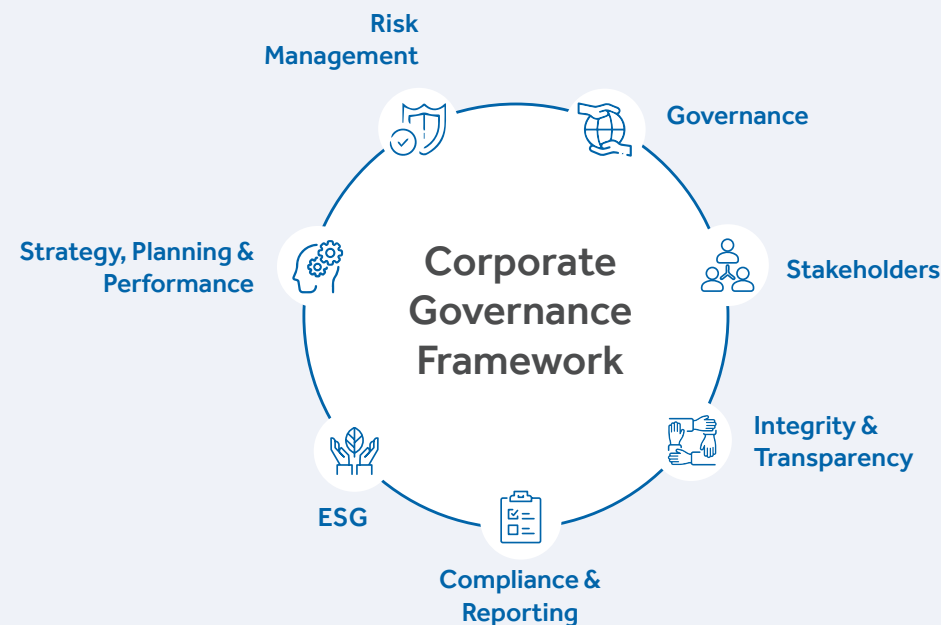 Risk
Management
Governance
Strategy, Planning &
Performance
Corporate
Governance
Framework
Stakeholders
Integrity &
Transparency
ESG
Compliance &
Reporting